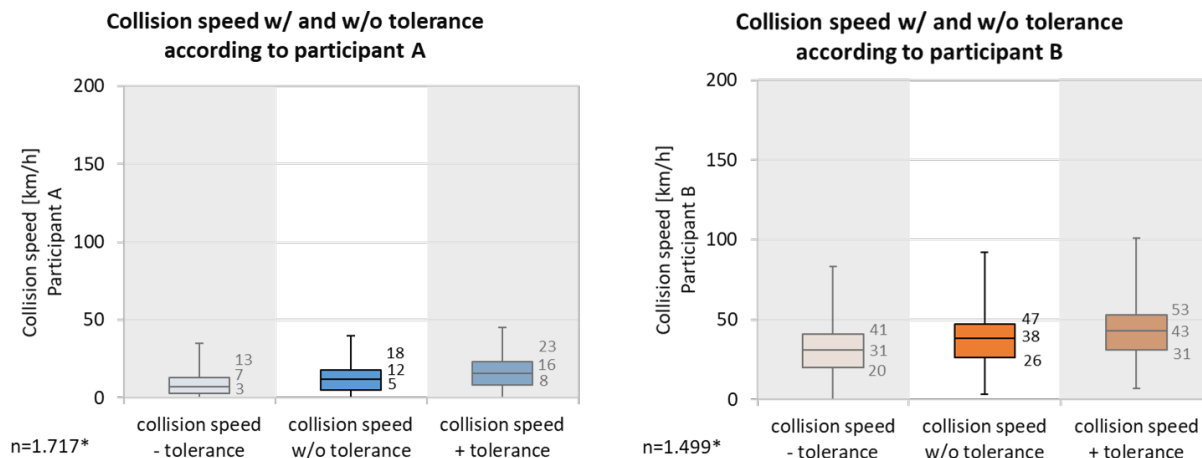 Collision speed w/ and w/o tolerance
according to participant A
Collision speed [km/h]
Participant A
200
150
100
50
0
13
7
3
18
12
5
23
16
8
collision speed
- tolerance
collision speed
w/o tolerance
collision speed
+ tolerance
n=1.717*
Collision speed w/ and w/o tolerance
according to participant B
Collision speed [km/h]
Participant B
200
150
100
50
0
41
31
20
47
38
26
53
43
31
collision speed
- tolerance
collision speed
w/o tolerance
collision speed
+ tolerance
n=1.499*